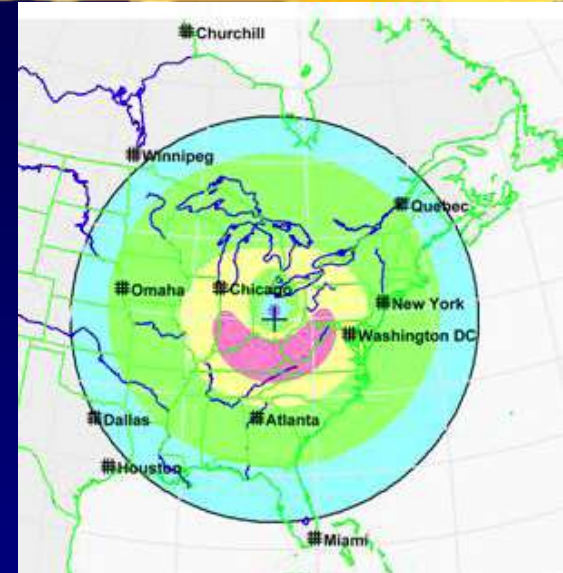 #Churchill
#Winnipeg
#Quebec
#Omaha
#Chicago
#New York
#Washington DC
#Dallas
#Atlanta
#Houston
#Miami